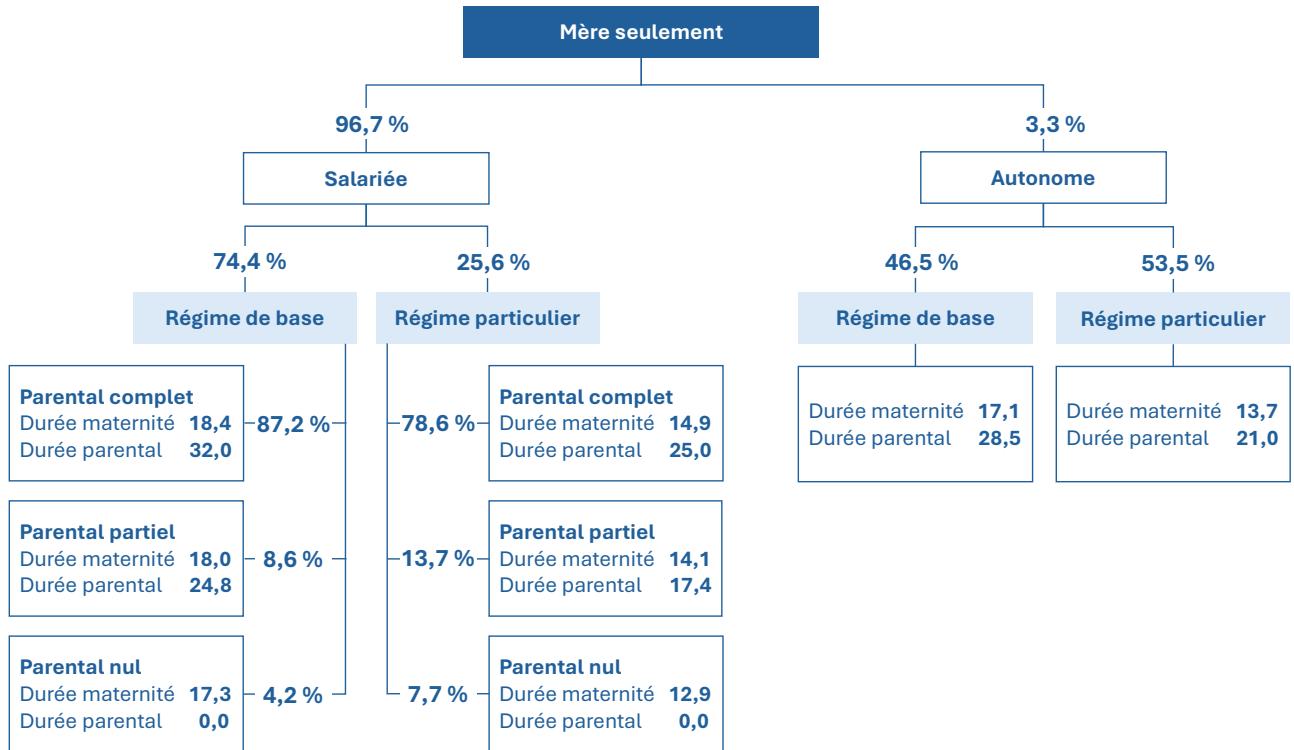 Mère seulement
96,7 %
3,3 %
Salariée
Autonome
74,4 %
25,6 %
46,5 %
53,5 %
Régime de base
Régime particulier
Régime de base
Régime particulier
Parental complet
Durée maternité 18,4
Durée parental 32,0
87,2 %
78,6 %
Parental complet
Durée maternité 14,9
Durée parental 25,0
Durée maternité 17,1
Durée parental 28,5
Durée maternité 13,7
Durée parental 21,0
Parental partiel
Durée maternité 18,0
Durée parental 24,8
8,6 %
13,7 %
Parental partiel
Durée maternité 14,1
Durée parental 17,4
Parental nul
Durée maternité 17,3
Durée parental 0,0
4,2 %
7,7 %
Parental nul
Durée maternité 12,9
Durée parental 0,0